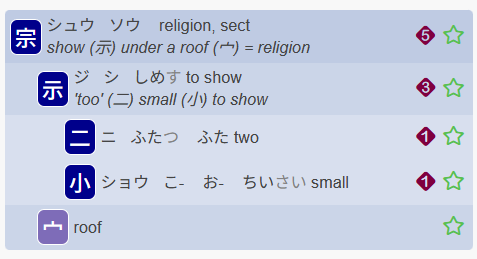 宗 シュウ ソウ religion, sect 5
show (示) under a roof (宀) = religion
示 ジ シ しめす to show 3
'too' (二) small (小) to show
二 ニ ふたつ ふた two 1
小 ショウ こ- お- ちいさい small 1
宀 roof